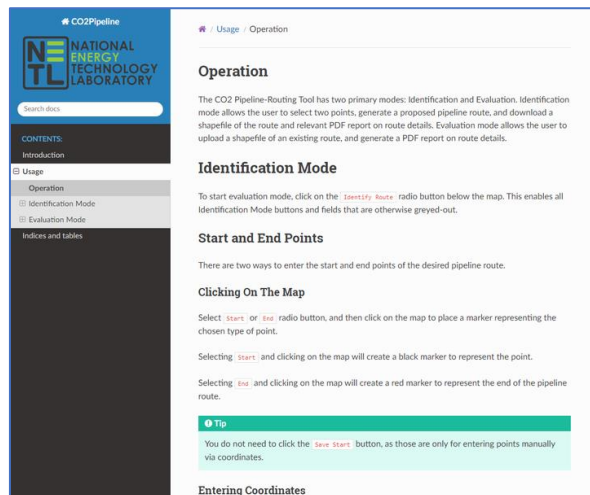 CO2Pipeline
NATIONAL
ENERGY
TECHNOLOGY
LABORATORY
NETL
Search docs
CONTENTS:
Introduction
Usage
Operation
Identification Mode
Evaluation Mode
Indices and tables
/ Usage / Operation
Operation
The CO2 Pipeline-Routing Tool has two primary modes: Identification and Evaluation. Identification
mode allows the user to select two points, generate a proposed pipeline route, and download a
shapefile of the route and relevant PDF report on route details. Evaluation mode allows the user to
upload a shapefile of an existing route, and generate a PDF report on route details.
Identification Mode
To start evaluation mode, click on the Identify Route radio button below the map. This enables all
Identification Mode buttons and fields that are otherwise greyed-out.
Start and End Points
There are two ways to enter the start and end points of the desired pipeline route.
Clicking On The Map
Select Start or End radio button, and then click on the map to place a marker representing the
chosen type of point.
Selecting Start and clicking on the map will create a black marker to represent the point.
Selecting End and clicking on the map will create a red marker to represent the end of the pipeline
route.
Tip
You do not need to click the Save Start button, as those are only for entering points manually
via coordinates.
Entering Coordinates